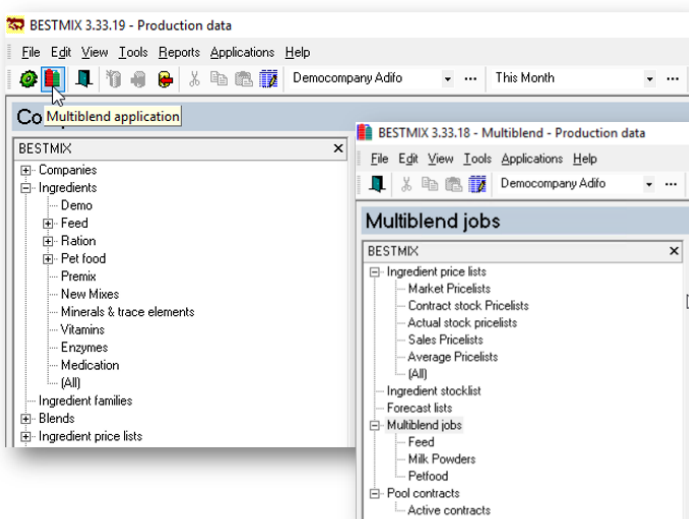 BESTMIX 3.33.19 - Production data
File Edit View Tools Reports Applications Help
Democompany Adifo ... This Month ...
Multiblend application
BESTMIX
Companies
Ingredients
Demo
Feed
Ration
Pet food
Premix
New Mixes
Minerals & trace elements
Vitamins
Enzymes
Medication
(All)
Ingredient families
Blends
Ingredient price lists
BESTMIX 3.33.18 - Multiblend - Production data
File Edit View Tools Applications Help
Democompany Adifo ...
Multiblend jobs
BESTMIX
Ingredient price lists
Market Pricelists
Contract stock Pricelists
Actual stock pricelists
Sales Pricelists
Average Pricelists
(All)
Ingredient stocklist
Forecast lists
Multiblend jobs
Feed
Milk Powders
Petfood
Pool contracts
Active contracts